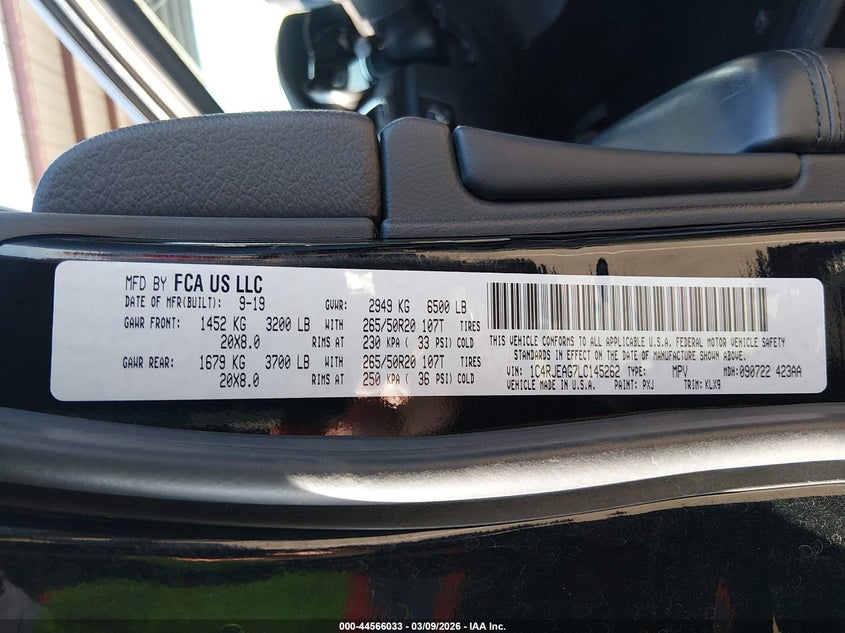 MFD BY FCA US LLC
DATE OF MFR(BUILT): 9-19 GVWR: 2949 KG 6500 LB
GAWR FRONT: 1452 KG 3200 LB WITH 265/50R20 107T TIRES
20X8.0 RIMS AT 230 KPA ( 33 PSI) COLD
GAWR REAR: 1679 KG 3700 LB WITH 265/50R20 107T TIRES
20X8.0 RIMS AT 250 KPA ( 36 PSI) COLD
THIS VEHICLE CONFORMS TO ALL APPLICABLE U.S.A. FEDERAL MOTOR VEHICLE SAFETY
STANDARDS IN EFFECT ON THE DATE OF MANUFACTURE SHOWN ABOVE.
VIN: 1C4RJEAG7LC145262 TYPE: MPV MDH: 090722 423AA
VEHICLE MADE IN U.S.A. PAINT: PXJ TRIM: KLX9
000-44566033 — 03/09/2026 — IAA Inc.